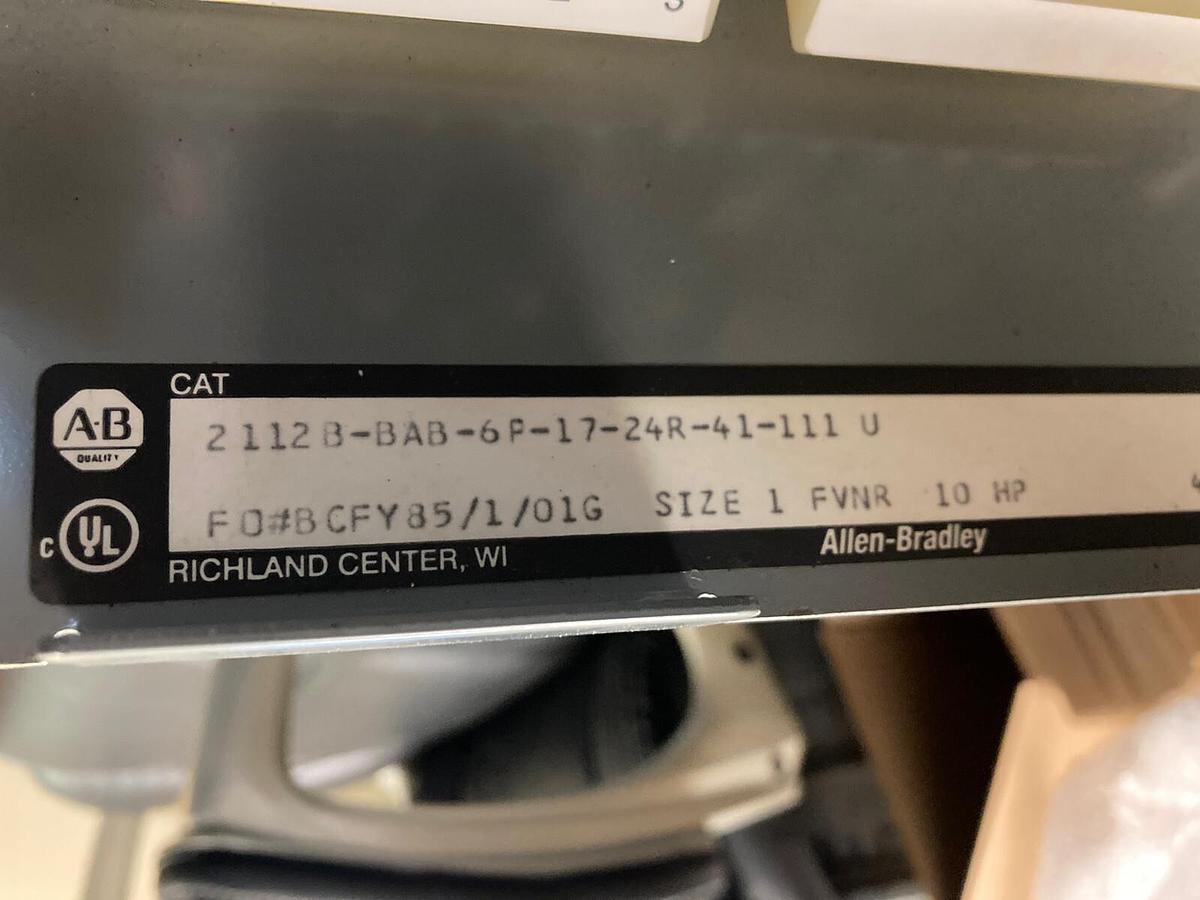 CAT
A-B
QUALITY
2112B-BAB-6P-17-24R-41-111 U
FO#BCFY85/1/01G SIZE 1 FVNR 10 HP
C UL
RICHLAND CENTER, WI
Allen-Bradley